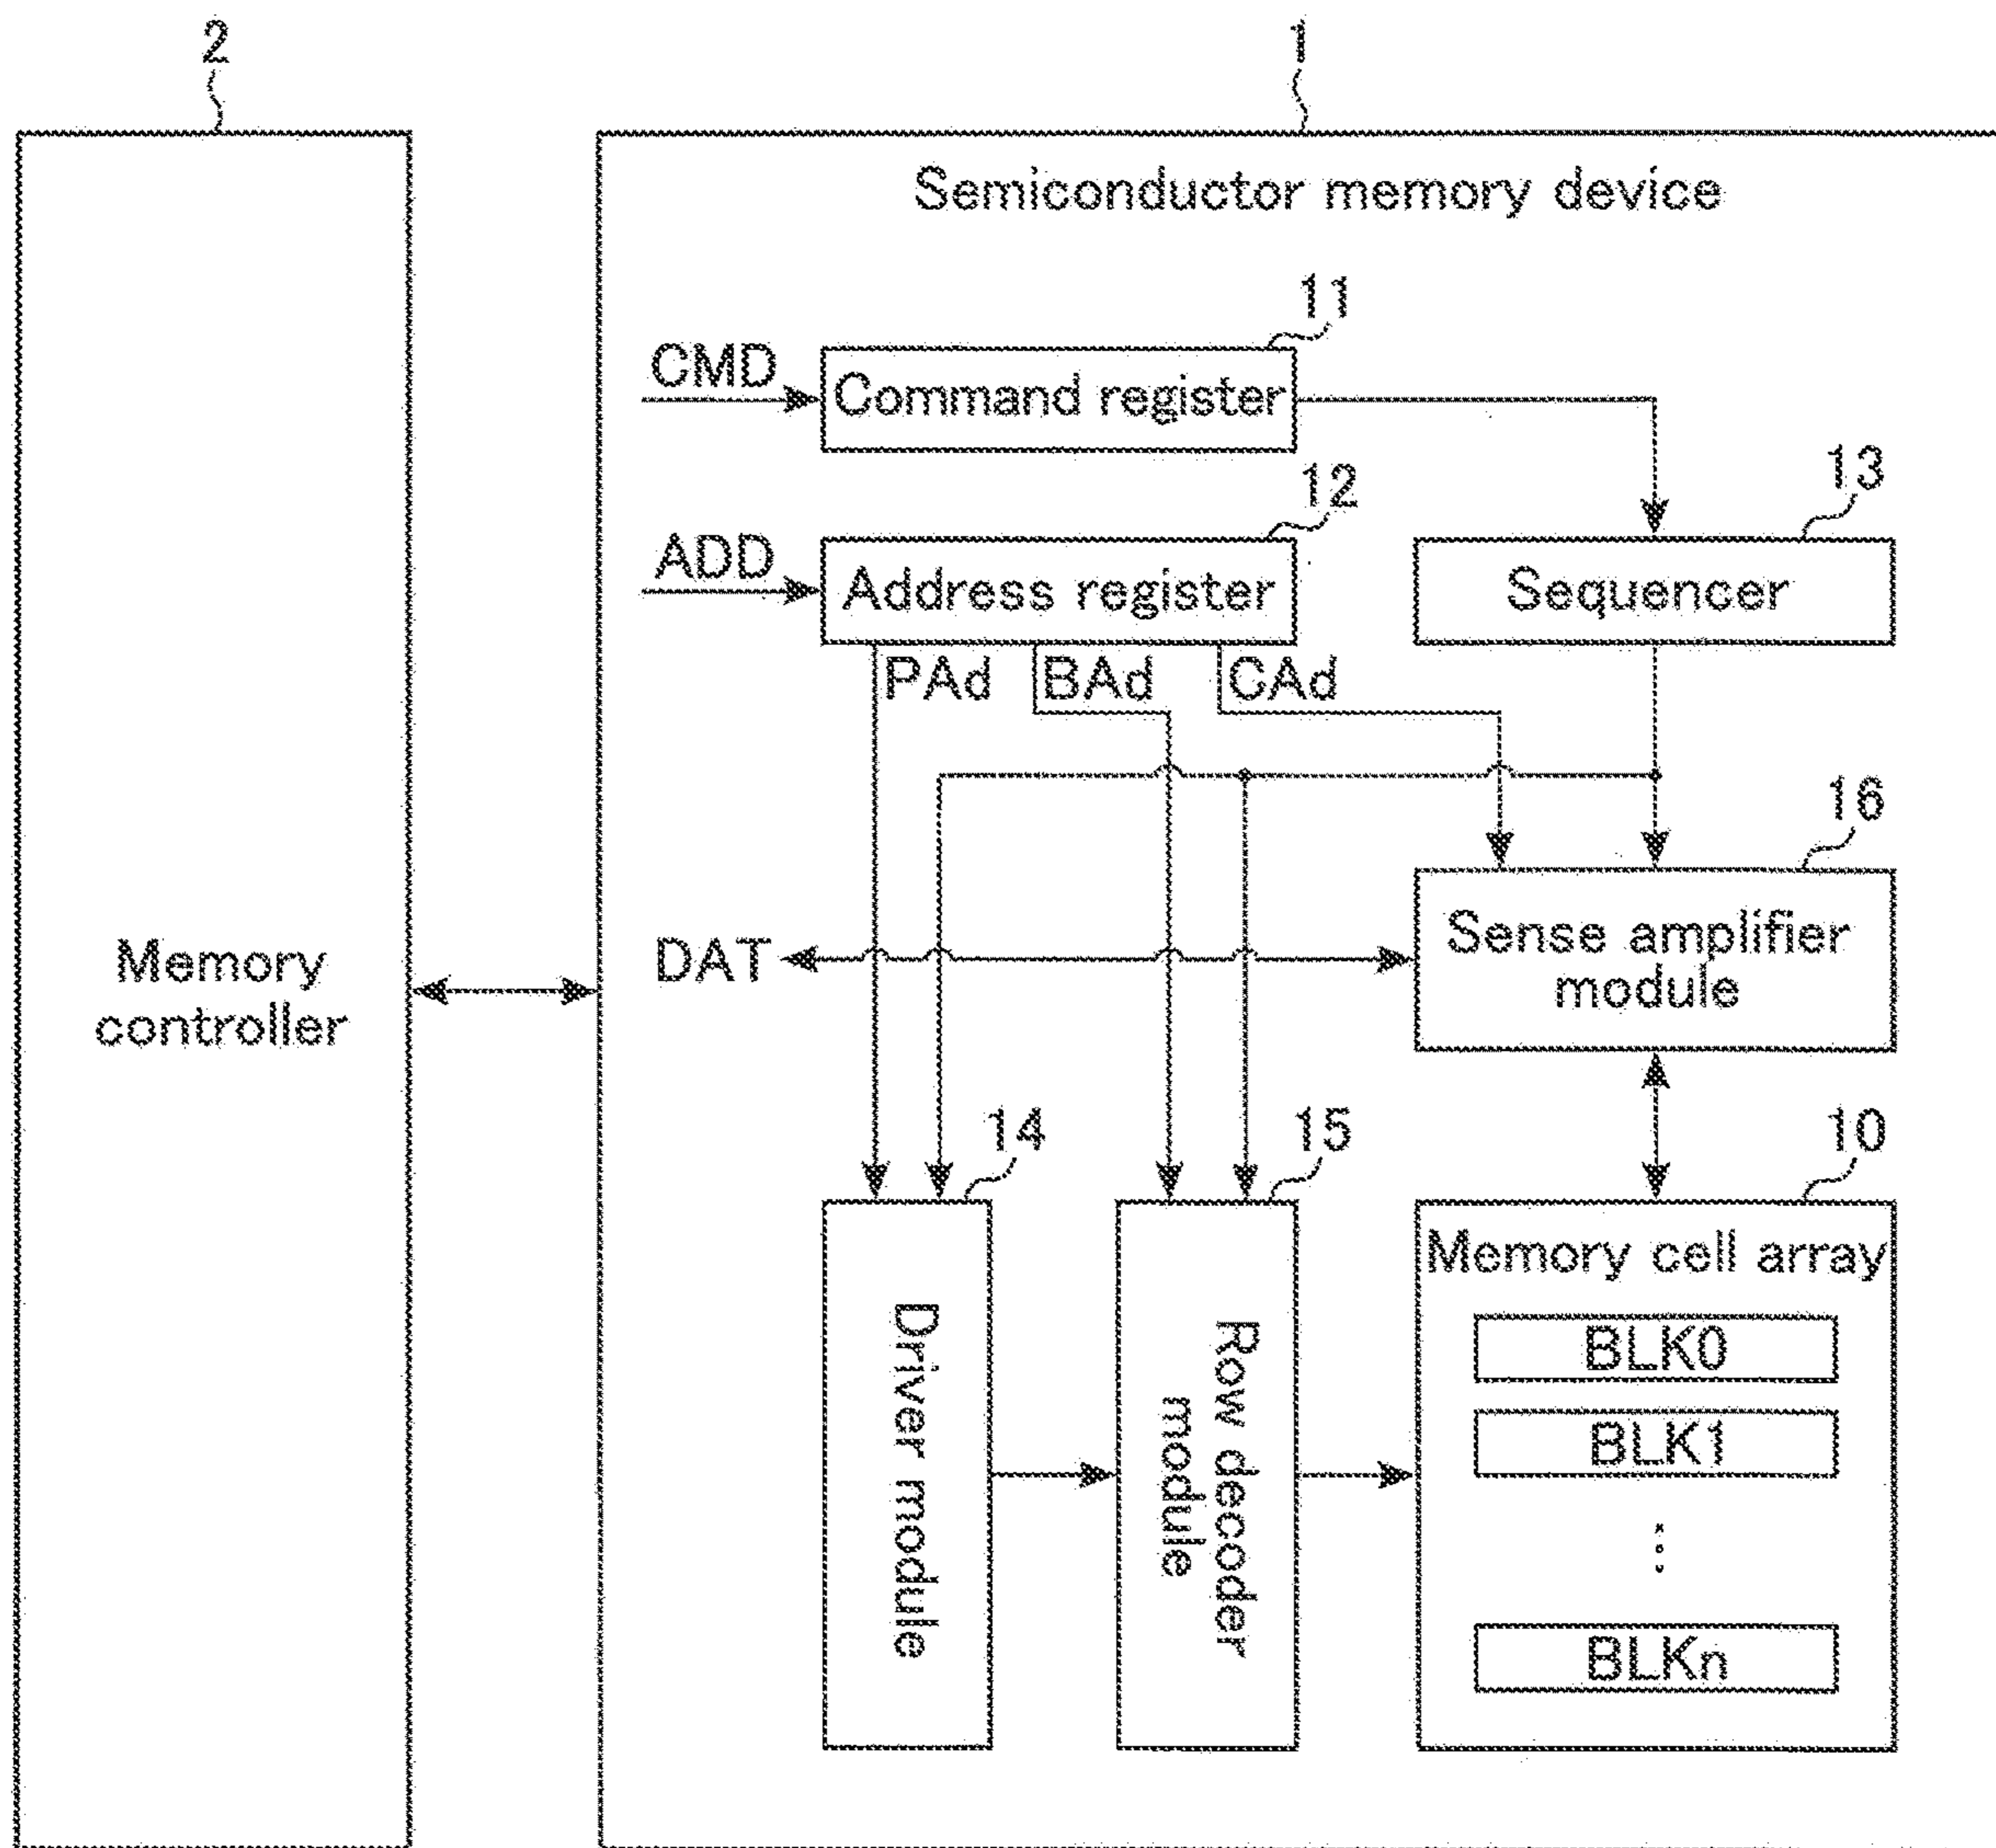 2
1
Semiconductor memory device
11
CMD
Command register
12
13
ADD
Address register
Sequencer
PAd
BAd
CAd
16
Memory
controller
DAT
Sense amplifier
module
14
15
10
Driver module
Row decoder
module
Memory cell array
BLK0
BLK1
BLKn